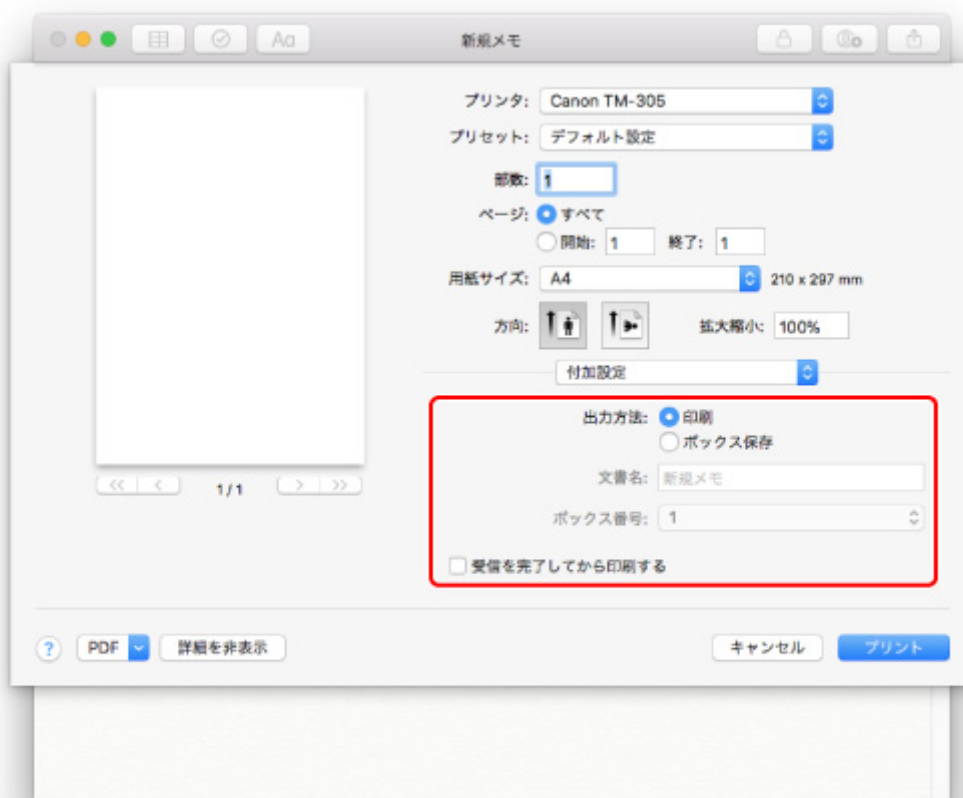 Aa
新規メモ
プリンタ: Canon TM-305
プリセット: デフォルト設定
部数: 1
ページ: すべて
開始: 1 終了: 1
用紙サイズ: A4 210 x 297 mm
方向: 拡大縮小: 100%
付加設定
出力方法: 印刷
ボックス保存
文書名: 新規メモ
ボックス番号: 1
受信を完了してから印刷する
<< < 1 / 1 > >>
? PDF 詳細を非表示 キャンセル プリント